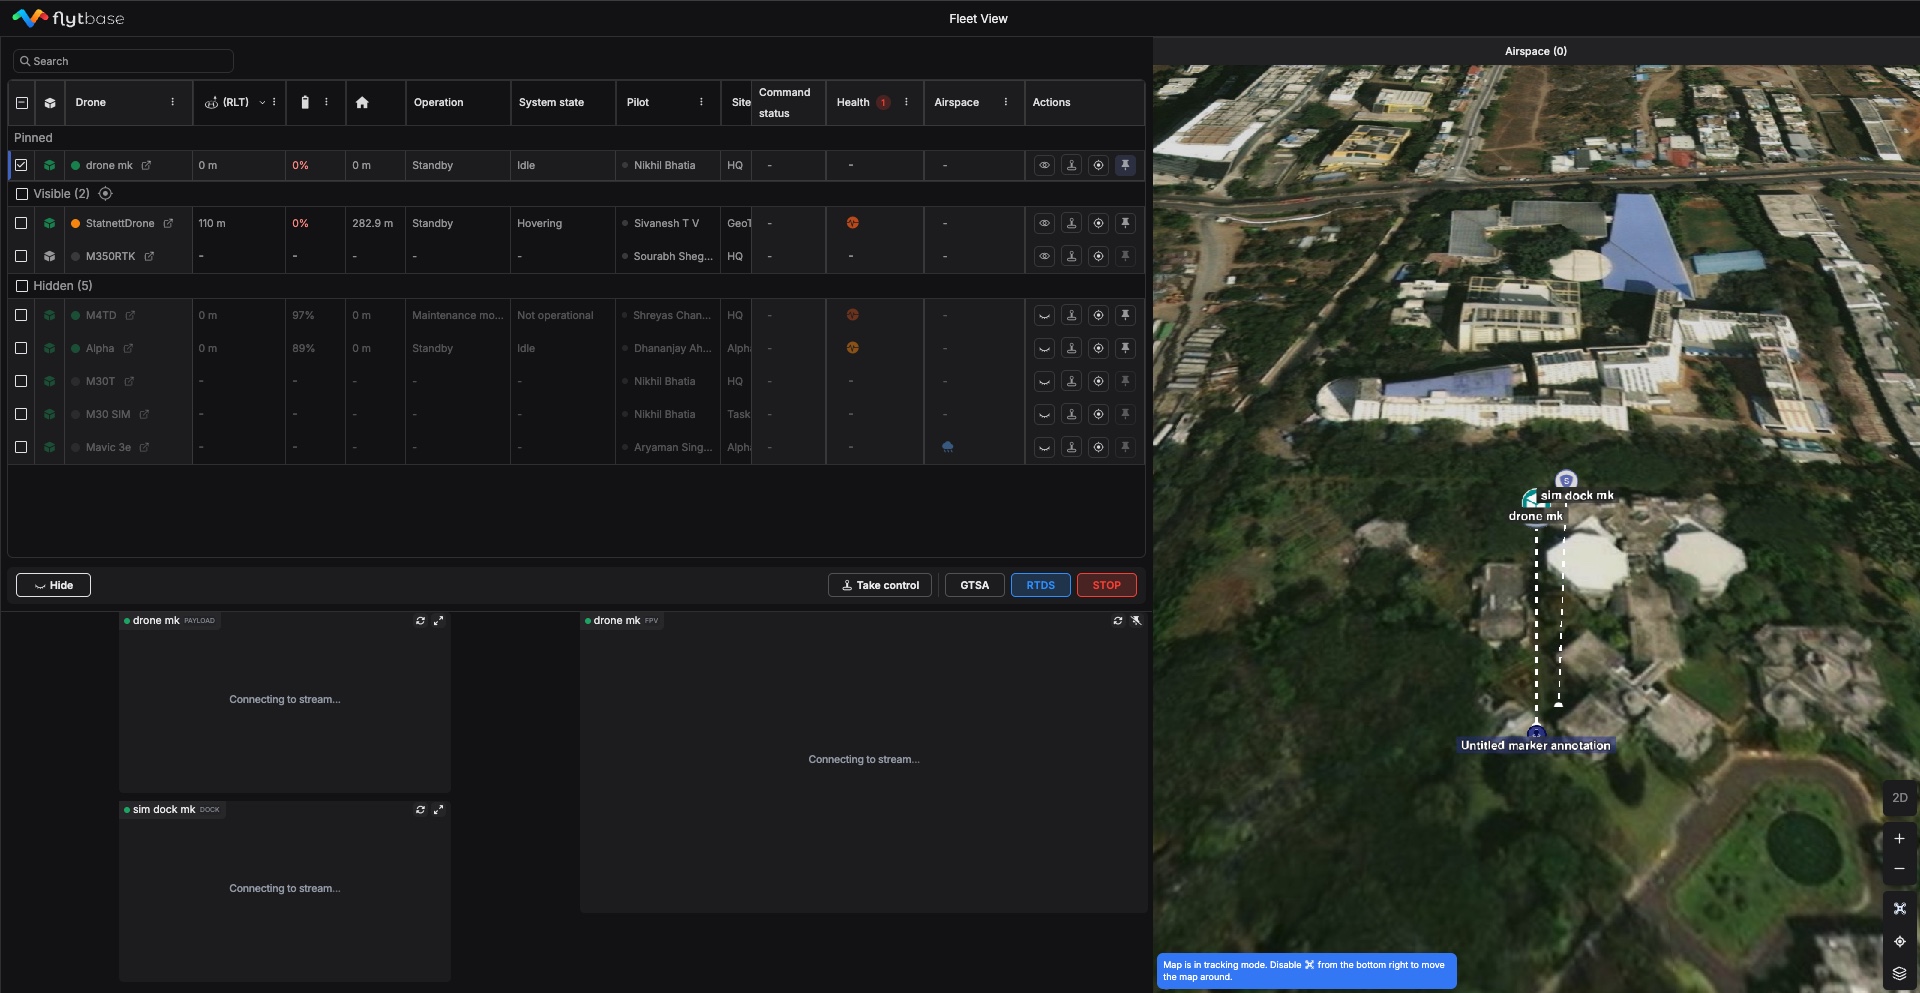 flytbase
Fleet View
Search
Airspace (0)
Drone (RLT) Operation System state Pilot Site Command status Health 1 Airspace Actions
Pinned
drone mk 0 m 0% 0 m Standby Idle Nikhil Bhatia HQ - - -
Visible (2)
StatnettDrone 110 m 0% 282.9 m Standby Hovering Sivanesh T V GeoT - -
M350RTK - - - - - Sourabh Sheg... HQ - - -
Hidden (5)
M4TD 0 m 97% 0 m Maintenance mo... Not operational Shreyas Chan... HQ - -
Alpha 0 m 89% 0 m Standby Idle Dhananjay Ah... Alpha - -
M30T - - - - - Nikhil Bhatia HQ - - -
M30 SIM - - - - - Nikhil Bhatia Task - - -
Mavic 3e - - - - - Aryaman Sing... Alpha - -
Hide Take control GTSA RTDS STOP
drone mk PAYLOAD
Connecting to stream...
sim dock mk DOCK
Connecting to stream...
drone mk FPV
Connecting to stream...
S
sim dock mk
drone mk
Untitled marker annotation
2D
Map is in tracking mode. Disable from the bottom right to move
the map around.